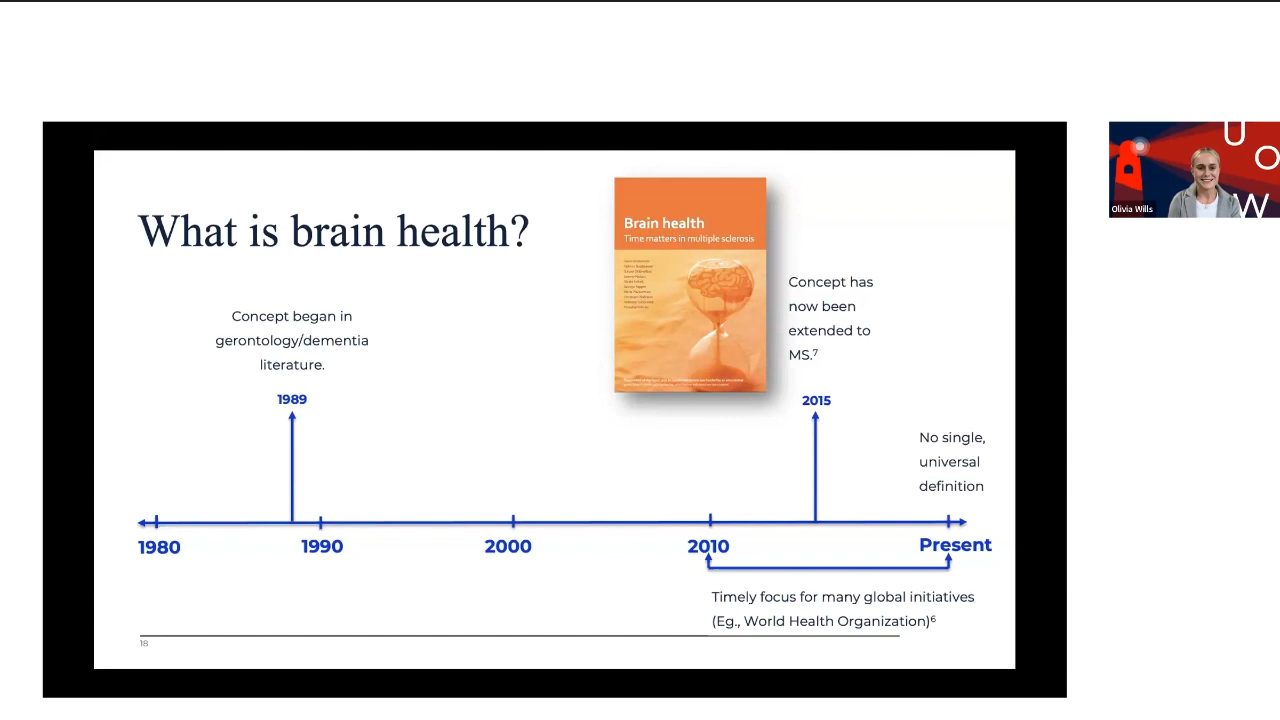 What is brain health?
Brain health
Time matters in multiple sclerosis
Concept has
now been
extended to
MS.⁷
Concept began in
gerontology/dementia
literature.
1989
2015
No single,
universal
definition
1980
1990
2000
2010
Present
Timely focus for many global initiatives
(Eg., World Health Organization)⁶
18
U
O
W
Olivia Wills